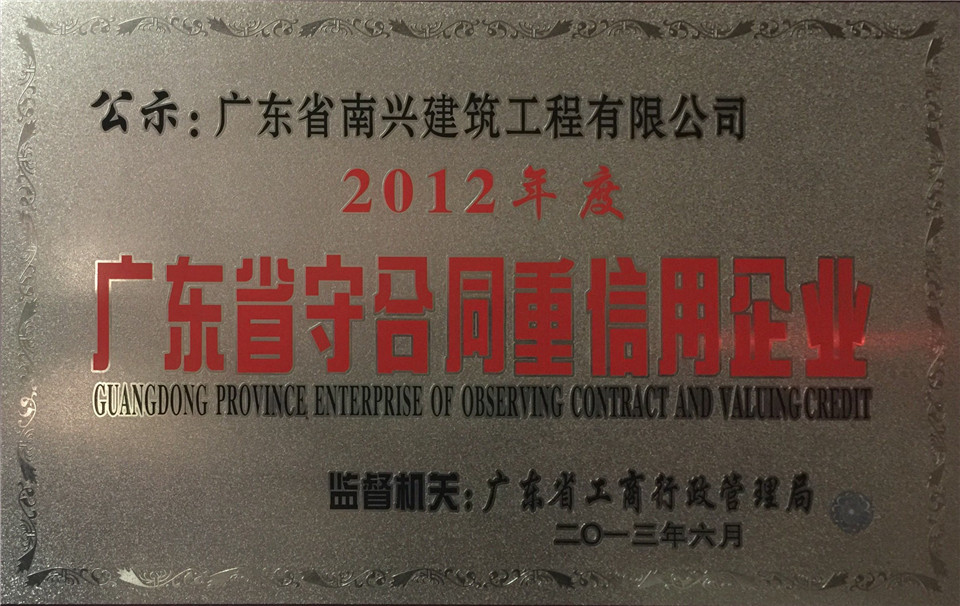 公示:广东省南兴建筑工程有限公司
2012年度
广东省守合同重信用企业
GUANGDONG PROVINCE ENTERPRISE OF OBSERVING CONTRACT AND VALUING CREDIT
监督机关:广东省工商行政管理局
二〇一三年六月